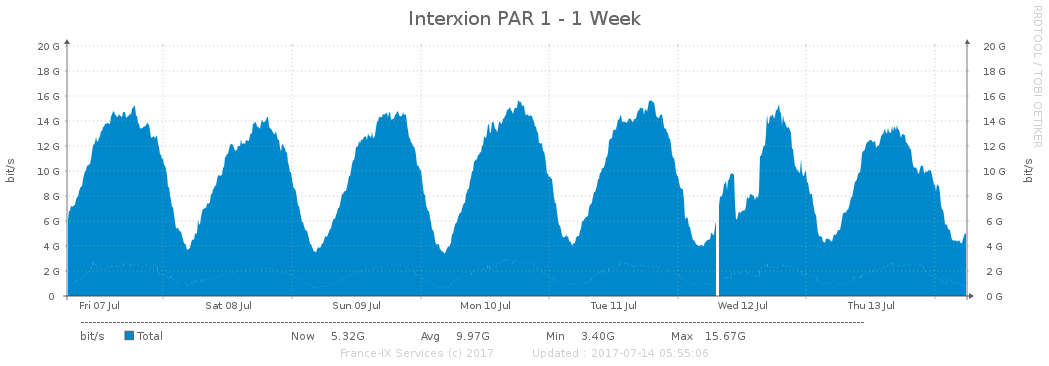 Interxion PAR 1 - 1 Week
RRDTOOL / TOBI OETIKER
20 G 20 G
18 G 18 G
16 G 16 G
14 G 14 G
12 G 12 G
10 G 10 G
8 G 8 G
6 G 6 G
4 G 4 G
2 G 2 G
0 0 G
bit/s bit/s
Fri 07 Jul Sat 08 Jul Sun 09 Jul Mon 10 Jul Tue 11 Jul Wed 12 Jul Thu 13 Jul
bit/s Total Now 5.32G Avg 9.97G Min 3.40G Max 15.67G
France-IX Services (c) 2017 Updated : 2017-07-14 05:55:06